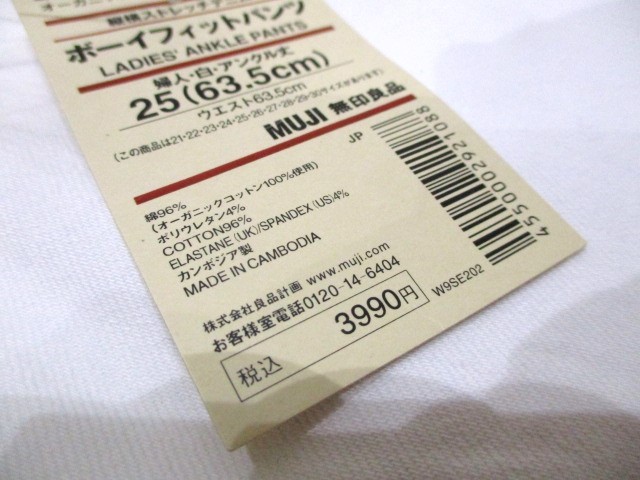 オーガニックコットン
縦横ストレッチデニム
ボーイフィットパンツ
LADIES' ANKLE PANTS
婦人・白・アンクル丈
25(63.5cm)
ウエスト63.5cm
(この商品は21・22・23・24・25・26・27・28・29・30サイズがあります)
MUJI 無印良品
JP
綿96%
(オーガニックコットン100%使用)
ポリウレタン4%
COTTON96%
ELASTANE(UK)/SPANDEX(US)4%
カンボジア製
MADE IN CAMBODIA
株式会社良品計画 www.muji.com
お客様室電話0120-14-6404
税込 3990円
W9SE202